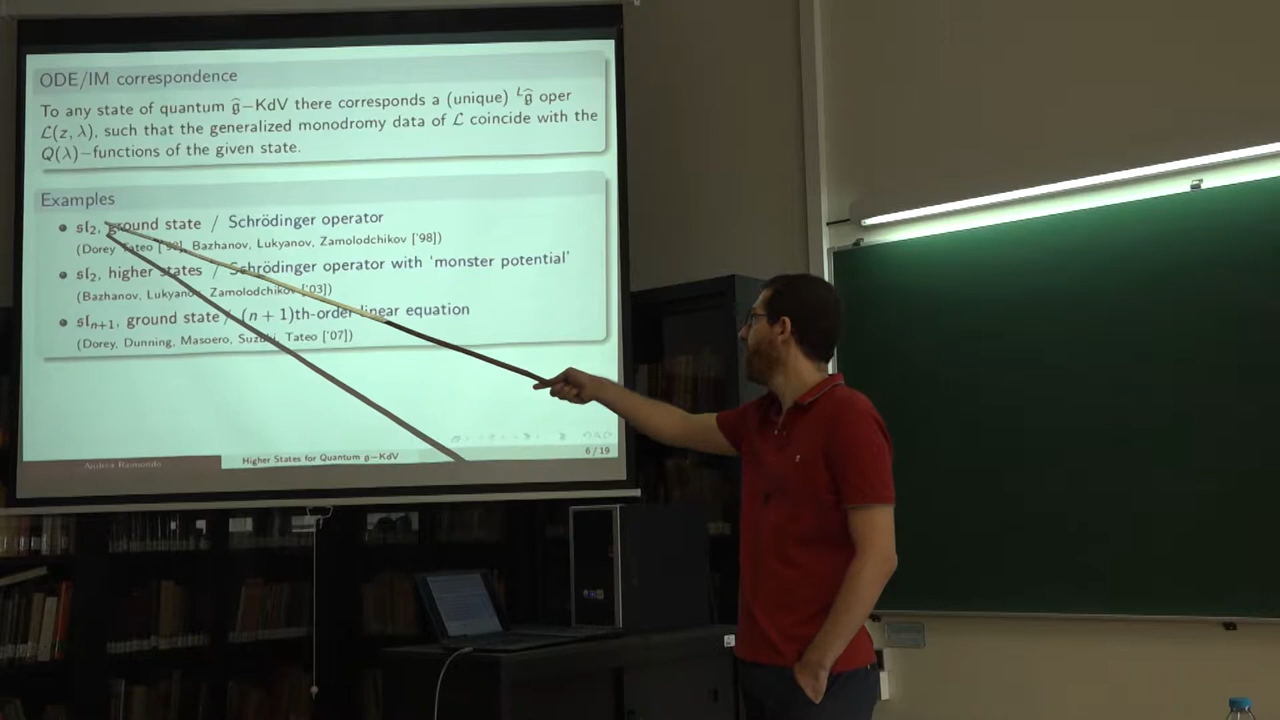 ODE/IM correspondence
To any state of quantum ĝ−KdV there corresponds a (unique) ᴸĝ oper
ℒ(z, λ), such that the generalized monodromy data of ℒ coincide with the
Q(λ)−functions of the given state.
Examples
• 𝔰𝔩₂, ground state / Schrödinger operator
(Dorey Tateo ['98], Bazhanov, Lukyanov, Zamolodchikov ['98])
• 𝔰𝔩₂, higher states / Schrödinger operator with 'monster potential'
(Bazhanov, Lukyanov, Zamolodchikov ['03])
• 𝔰𝔩ₙ₊₁, ground state / (n + 1)th-order linear equation
(Dorey, Dunning, Masoero, Suzuki, Tateo ['07])
Andrea Raimondo
Higher States for Quantum 𝔤−KdV
6 / 19